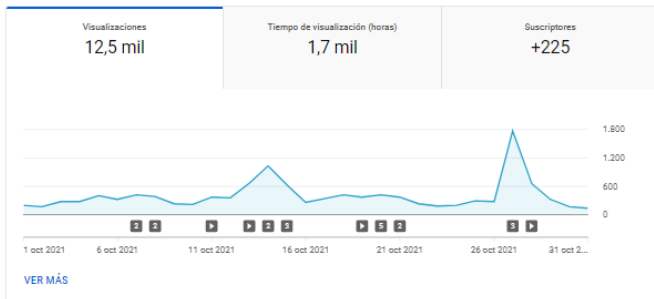 Visualizaciones
12,5 mil
Tiempo de visualización (horas)
1,7 mil
Suscriptores
+225
1.800
1.200
600
0
2 2 2 3 5 2 3
1 oct 2021 6 oct 2021 11 oct 2021 16 oct 2021 21 oct 2021 26 oct 2021 31 oct 2...
VER MÁS